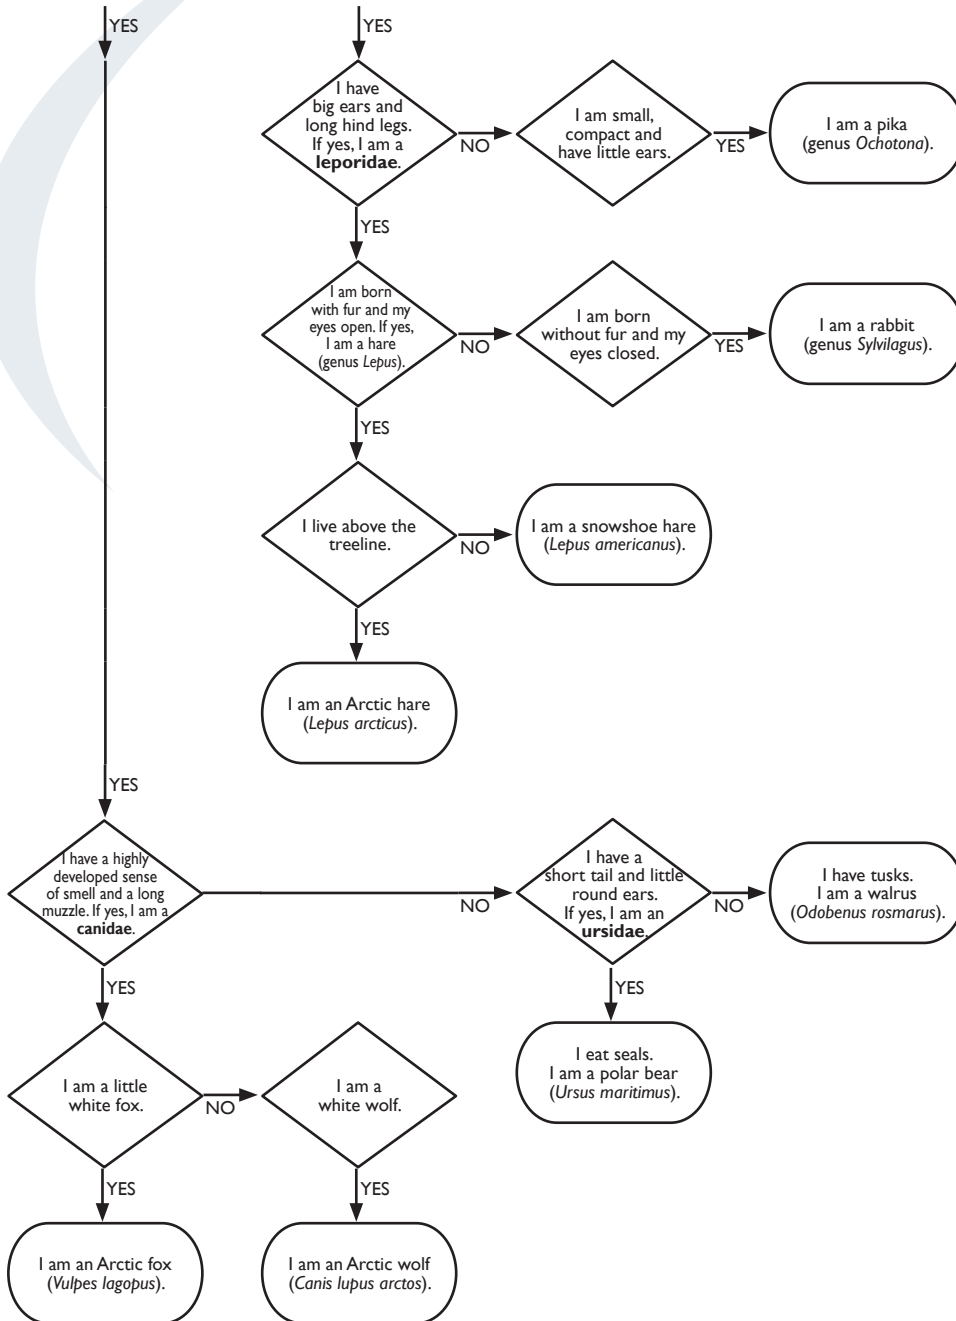 YES
YES
I have
big ears and
long hind legs.
If yes, I am a
leporidae.
NO
I am small,
compact and
have little ears.
YES
I am a pika
(genus Ochotona).
YES
I am born
with fur and my
eyes open. If yes,
I am a hare
(genus Lepus).
NO
I am born
without fur and my
eyes closed.
YES
I am a rabbit
(genus Sylvilagus).
YES
I live above the
treeline.
NO
I am a snowshoe hare
(Lepus americanus).
YES
I am an Arctic hare
(Lepus arcticus).
YES
I have a highly
developed sense
of smell and a long
muzzle. If yes, I am a
canidae.
NO
I have a
short tail and little
round ears.
If yes, I am an
ursidae.
NO
I have tusks.
I am a walrus
(Odobenus rosmarus).
YES
YES
I am a little
white fox.
NO
I am a
white wolf.
I eat seals.
I am a polar bear
(Ursus maritimus).
YES
YES
I am an Arctic fox
(Vulpes lagopus).
I am an Arctic wolf
(Canis lupus arctos).